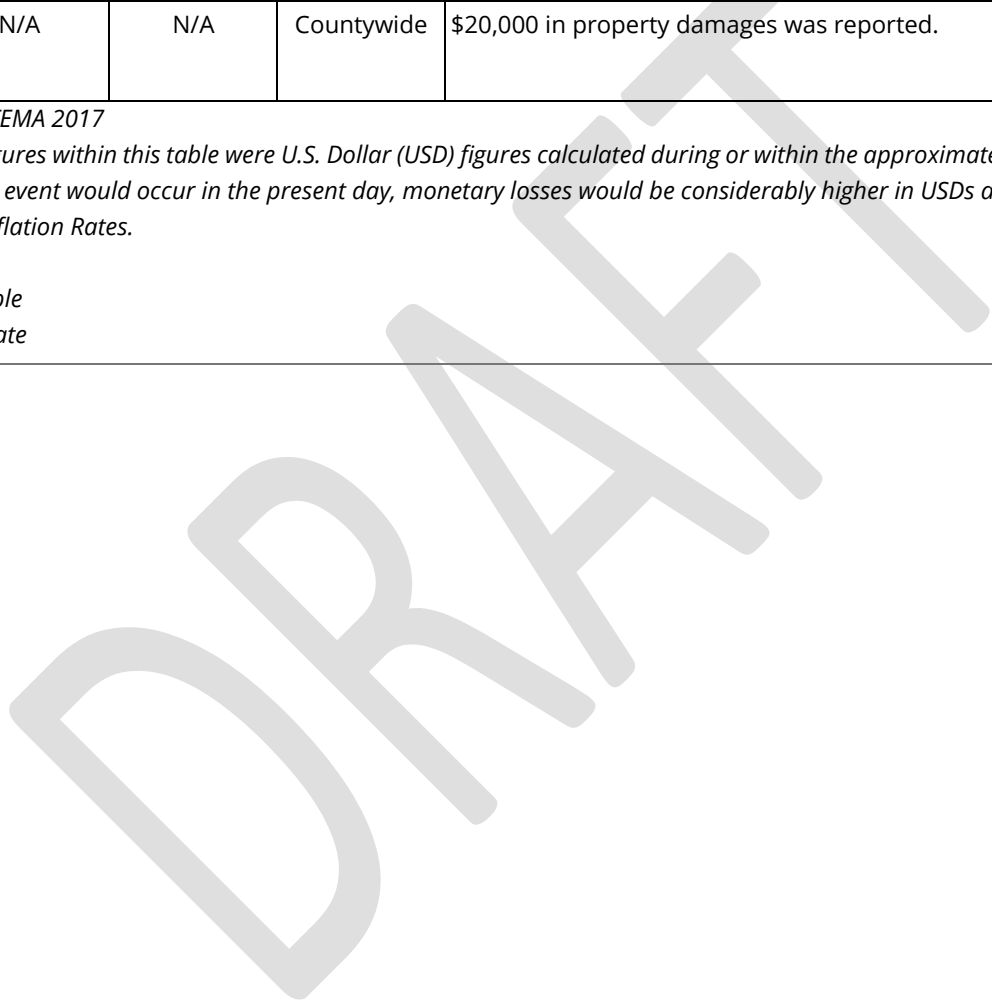 N/A N/A Countywide $20,000 in property damages was reported.
EMA 2017
ures within this table were U.S. Dollar (USD) figures calculated during or within the approximate
event would occur in the present day, monetary losses would be considerably higher in USDs a
flation Rates.
ble
ate
DRAFT